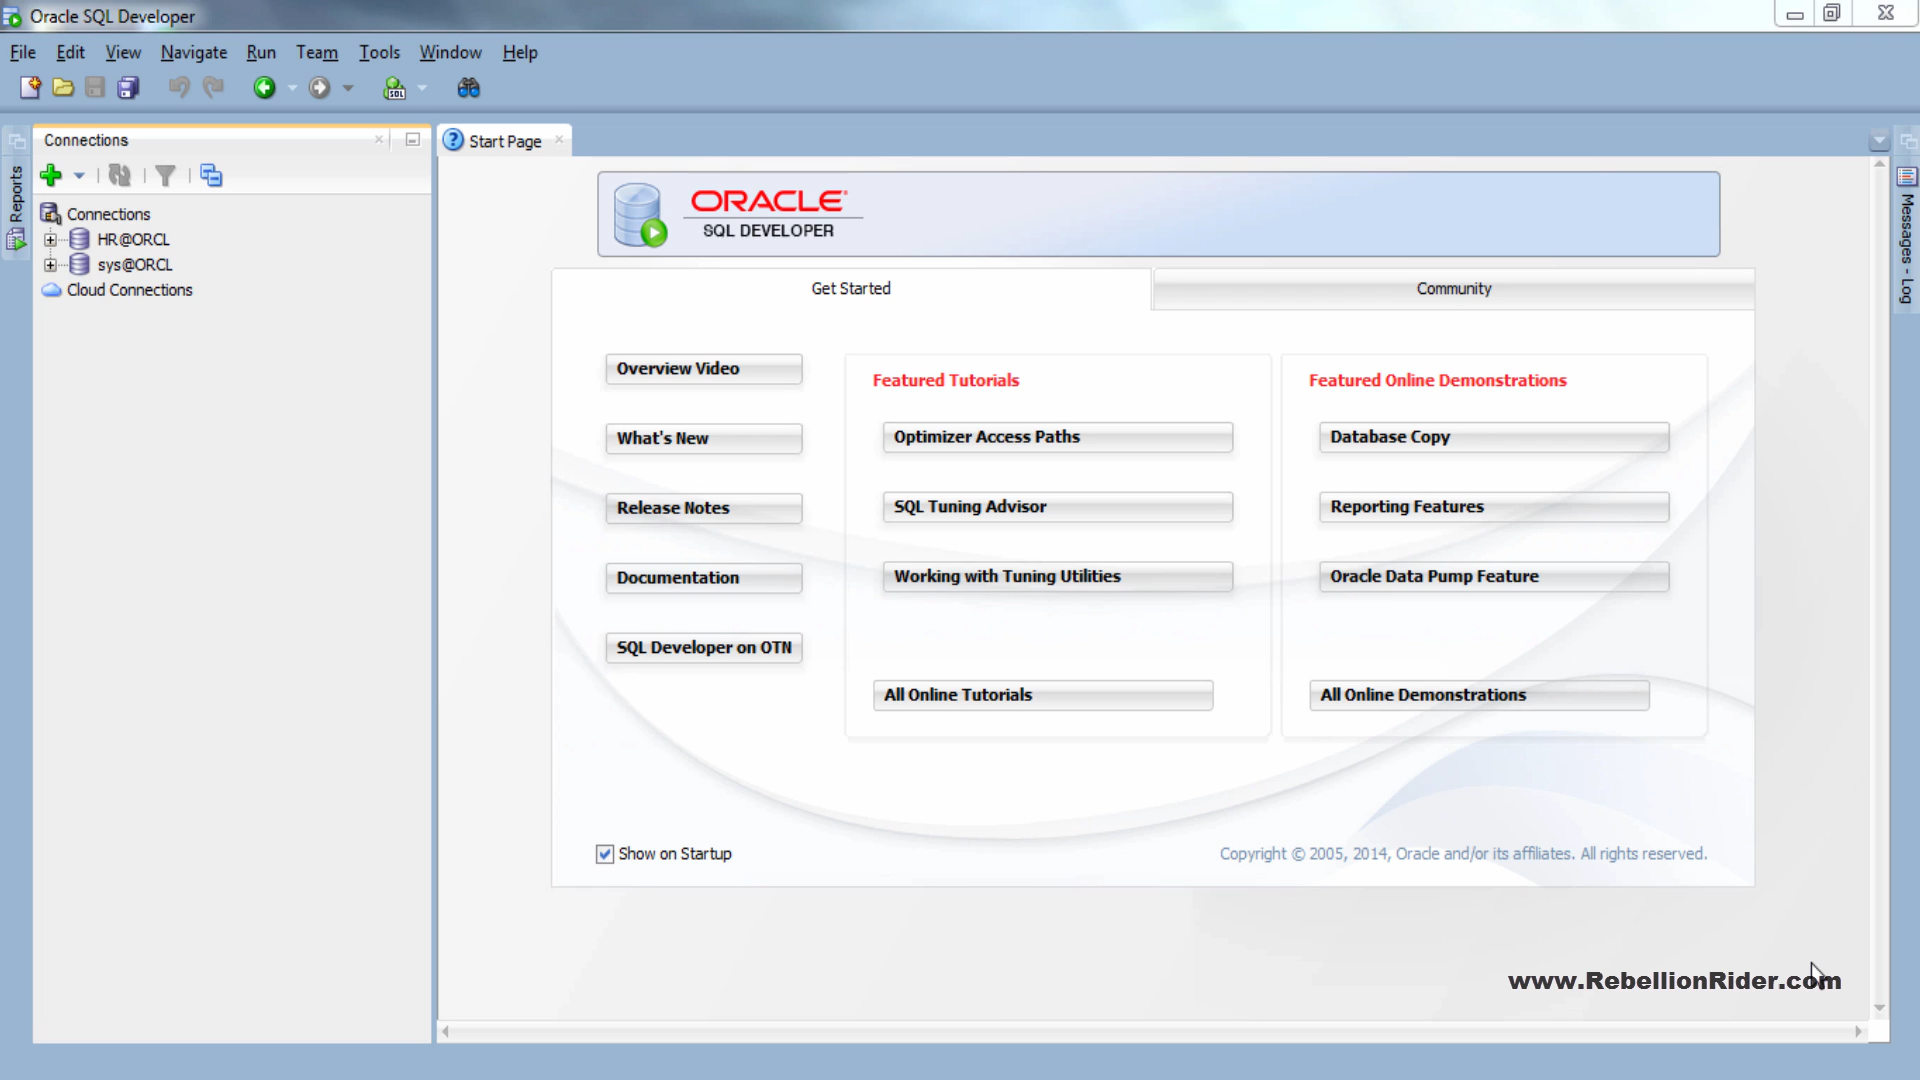 Oracle SQL Developer
File Edit View Navigate Run Team Tools Window Help
SQL
Reports
Connections
Connections
HR@ORCL
sys@ORCL
Cloud Connections
Start Page
ORACLE
SQL DEVELOPER
Get Started
Community
Overview Video
What's New
Release Notes
Documentation
SQL Developer on OTN
Featured Tutorials
Optimizer Access Paths
SQL Tuning Advisor
Working with Tuning Utilities
All Online Tutorials
Featured Online Demonstrations
Database Copy
Reporting Features
Oracle Data Pump Feature
All Online Demonstrations
Show on Startup
Copyright © 2005, 2014, Oracle and/or its affiliates. All rights reserved.
Messages - Log
www.RebellionRider.com